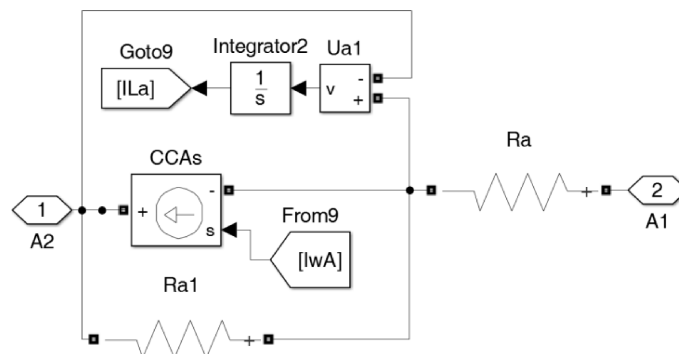 Goto9
Integrator2
Ua1
[ILa]
1
s
v
-
+
CCAs
Ra
1
+
-
s
From9
+
2
A2
[IwA]
A1
Ra1
+